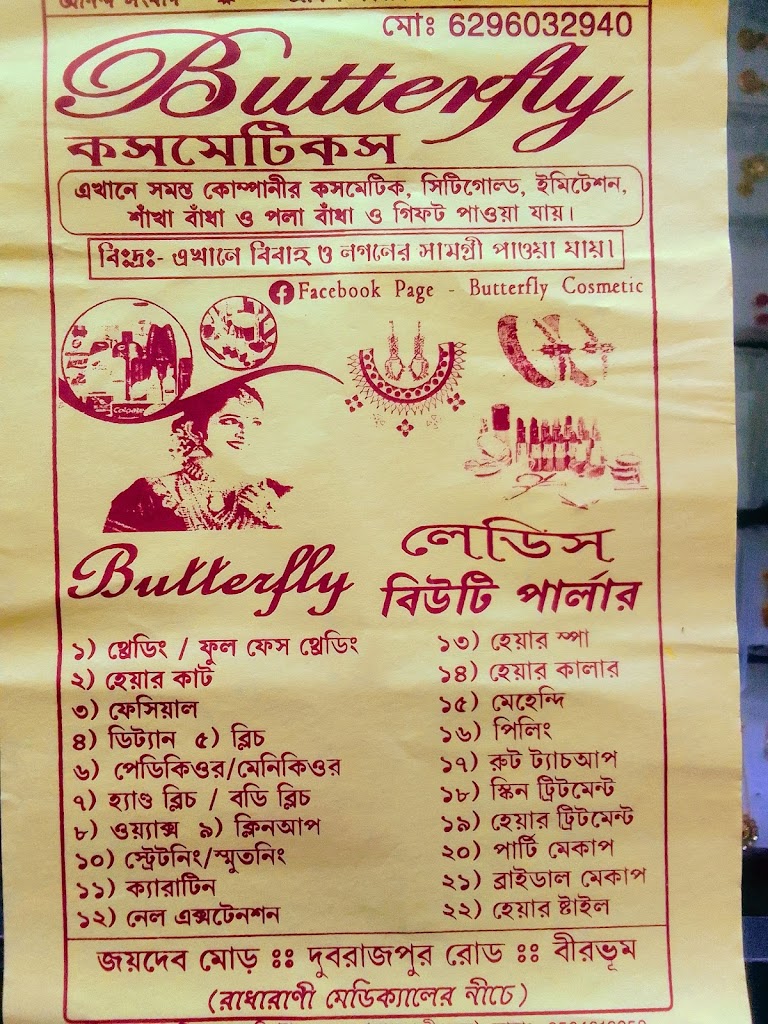 মোঃ 6296032940
Butterfly
কসমেটিকস
এখানে সমস্ত কোম্পানীর কসমেটিক, সিটিগোল্ড, ইমিটেশন,
শাঁখা বাঁধা ও পলা বাঁধা ও গিফট পাওয়া যায়।
বিঃদ্রঃ- এখানে বিবাহ ও লগনের সামগ্রী পাওয়া যায়।
Facebook Page - Butterfly Cosmetic
Colgate
Butterfly
লেডিস
বিউটি পার্লার
১) থ্রেডিং / ফুল ফেস থ্রেডিং
২) হেয়ার কাট
৩) ফেসিয়াল
৪) ডিট্যান ৫) ব্লিচ
৬) পেডিকিওর/মেনিকিওর
৭) হ্যাণ্ড ব্লিচ / বডি ব্লিচ
৮) ওয়্যাক্স ৯) ক্লিনআপ
১০) স্ট্রেটনিং/স্মুতনিং
১১) ক্যারাটিন
১২) নেল এক্সটেনশন
১৩) হেয়ার স্পা
১৪) হেয়ার কালার
১৫) মেহেন্দি
১৬) পিলিং
১৭) রুট ট্যাচআপ
১৮) স্কিন ট্রিটমেন্ট
১৯) হেয়ার ট্রিটমেন্ট
২০) পার্টি মেকাপ
২১) ব্রাইডাল মেকাপ
২২) হেয়ার ষ্টাইল
জয়দেব মোড় ঃঃ দুবরাজপুর রোড ঃঃ বীরভূম
(রাধারাণী মেডিক্যালের নীচে)